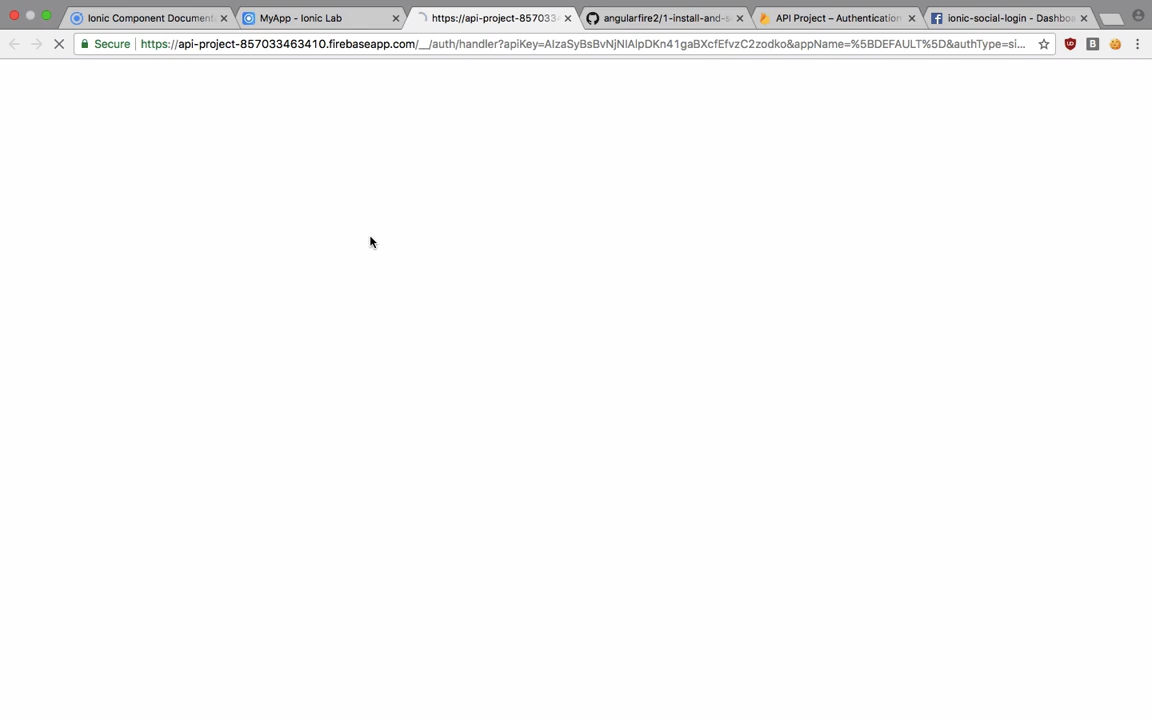 Ionic Component Document
MyApp - Ionic Lab
https://api-project-857033
angularfire2/1-install-and-s
API Project – Authentication
ionic-social-login - Dashboa
Secure
https://api-project-857033463410.firebaseapp.com/__/auth/handler?apiKey=AIzaSyBsBvNjNIAlpDKn41gaBXcfEfvzC2zodko&appName=%5BDEFAULT%5D&authType=si...
B